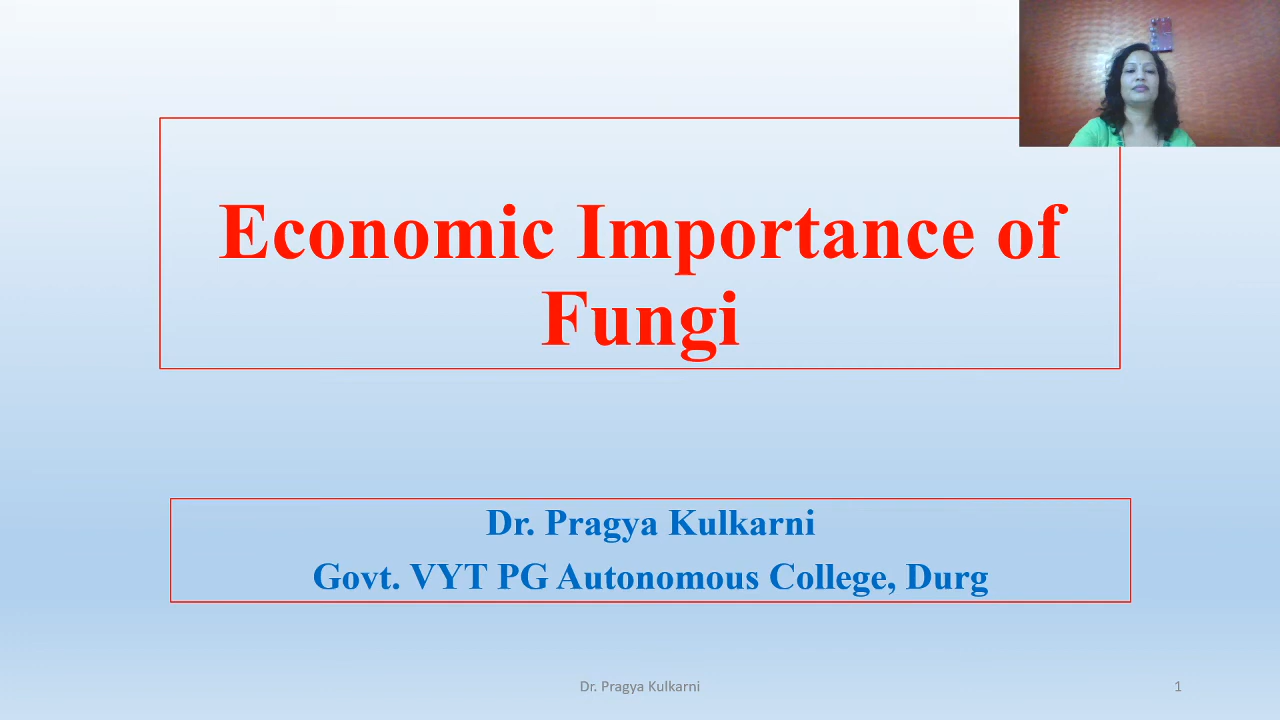 Economic Importance of
Fungi
Dr. Pragya Kulkarni
Govt. VYT PG Autonomous College, Durg
Dr. Pragya Kulkarni
1